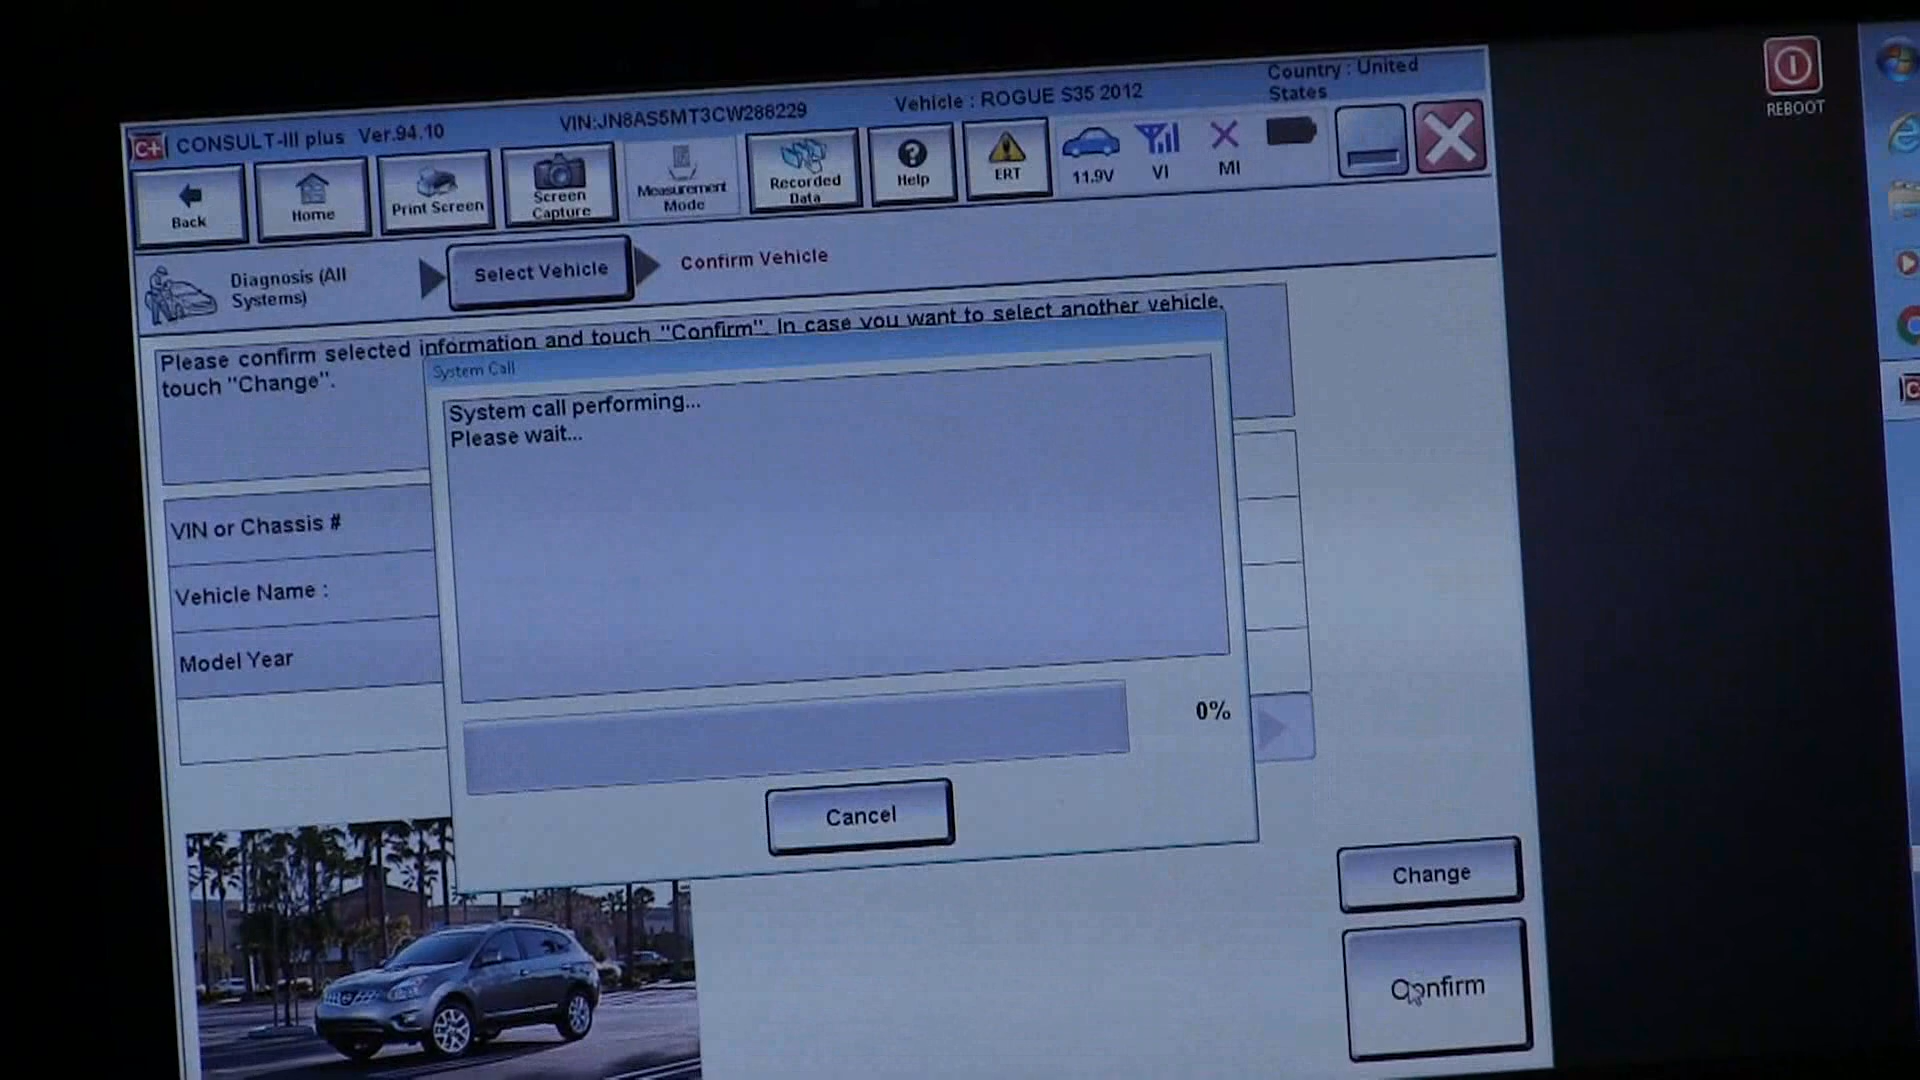 CONSULT-III plus Ver.94.10
VIN:JN8AS5MT3CW288229
Vehicle : ROGUE S35 2012
Country : United
States
C+
Back
Home
Print Screen
Screen
Capture
Measurement
Mode
Recorded
Data
Help
ERT
11.9V
VI
MI
REBOOT
Diagnosis (All
Systems)
Select Vehicle
Confirm Vehicle
Please confirm selected information and touch "Confirm". In case you want to select another vehicle,
touch "Change".
System Call
System call performing...
Please wait...
VIN or Chassis #
Vehicle Name :
Model Year
0%
Cancel
Change
Confirm